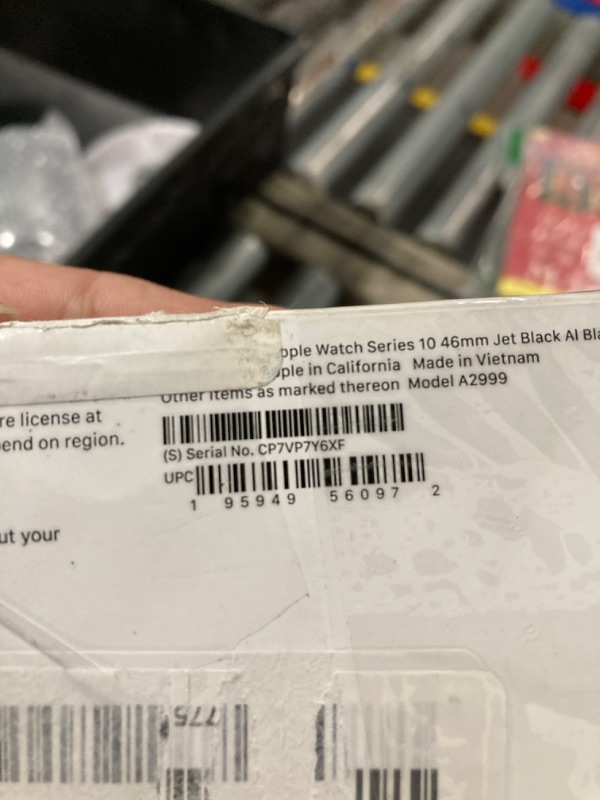 pple Watch Series 10 46mm Jet Black Al Bla
ple in California Made in Vietnam
Other items as marked thereon Model A2999
re license at
end on region.
(S) Serial No. CP7VP7Y6XF
UPC
1 95949 56097 2
ut your
775